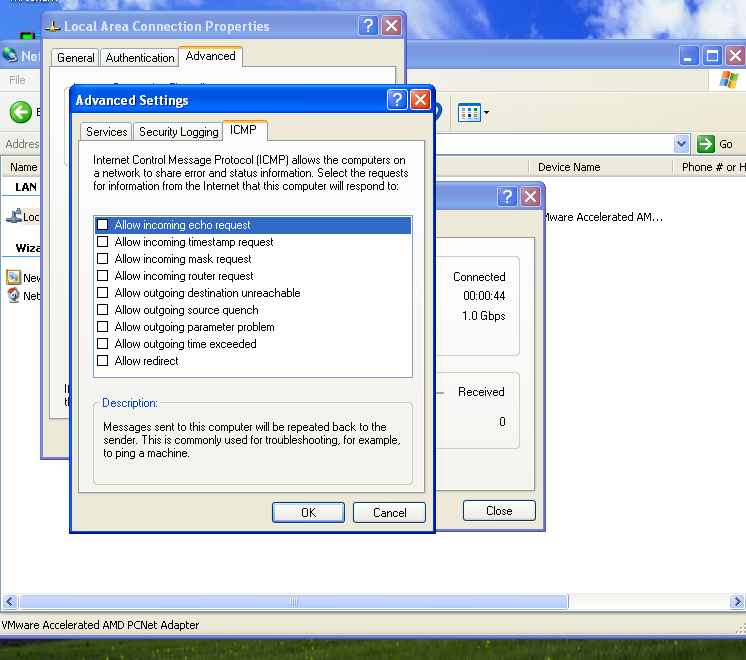 Local Area Connection Properties
General
Authentication
Advanced
Net
File
Addres
Go
Name
Device Name
Phone # or H
LAN
Loc
VMware Accelerated AM...
Wiza
New
Net
Advanced Settings
Services
Security Logging
ICMP
Internet Control Message Protocol (ICMP) allows the computers on
a network to share error and status information. Select the requests
for information from the Internet that this computer will respond to:
Allow incoming echo request
Allow incoming timestamp request
Allow incoming mask request
Allow incoming router request
Allow outgoing destination unreachable
Allow outgoing source quench
Allow outgoing parameter problem
Allow outgoing time exceeded
Allow redirect
Description:
Messages sent to this computer will be repeated back to the
sender. This is commonly used for troubleshooting, for example,
to ping a machine.
OK
Cancel
Connected
00:00:44
1.0 Gbps
Received
0
Close
VMware Accelerated AMD PCNet Adapter